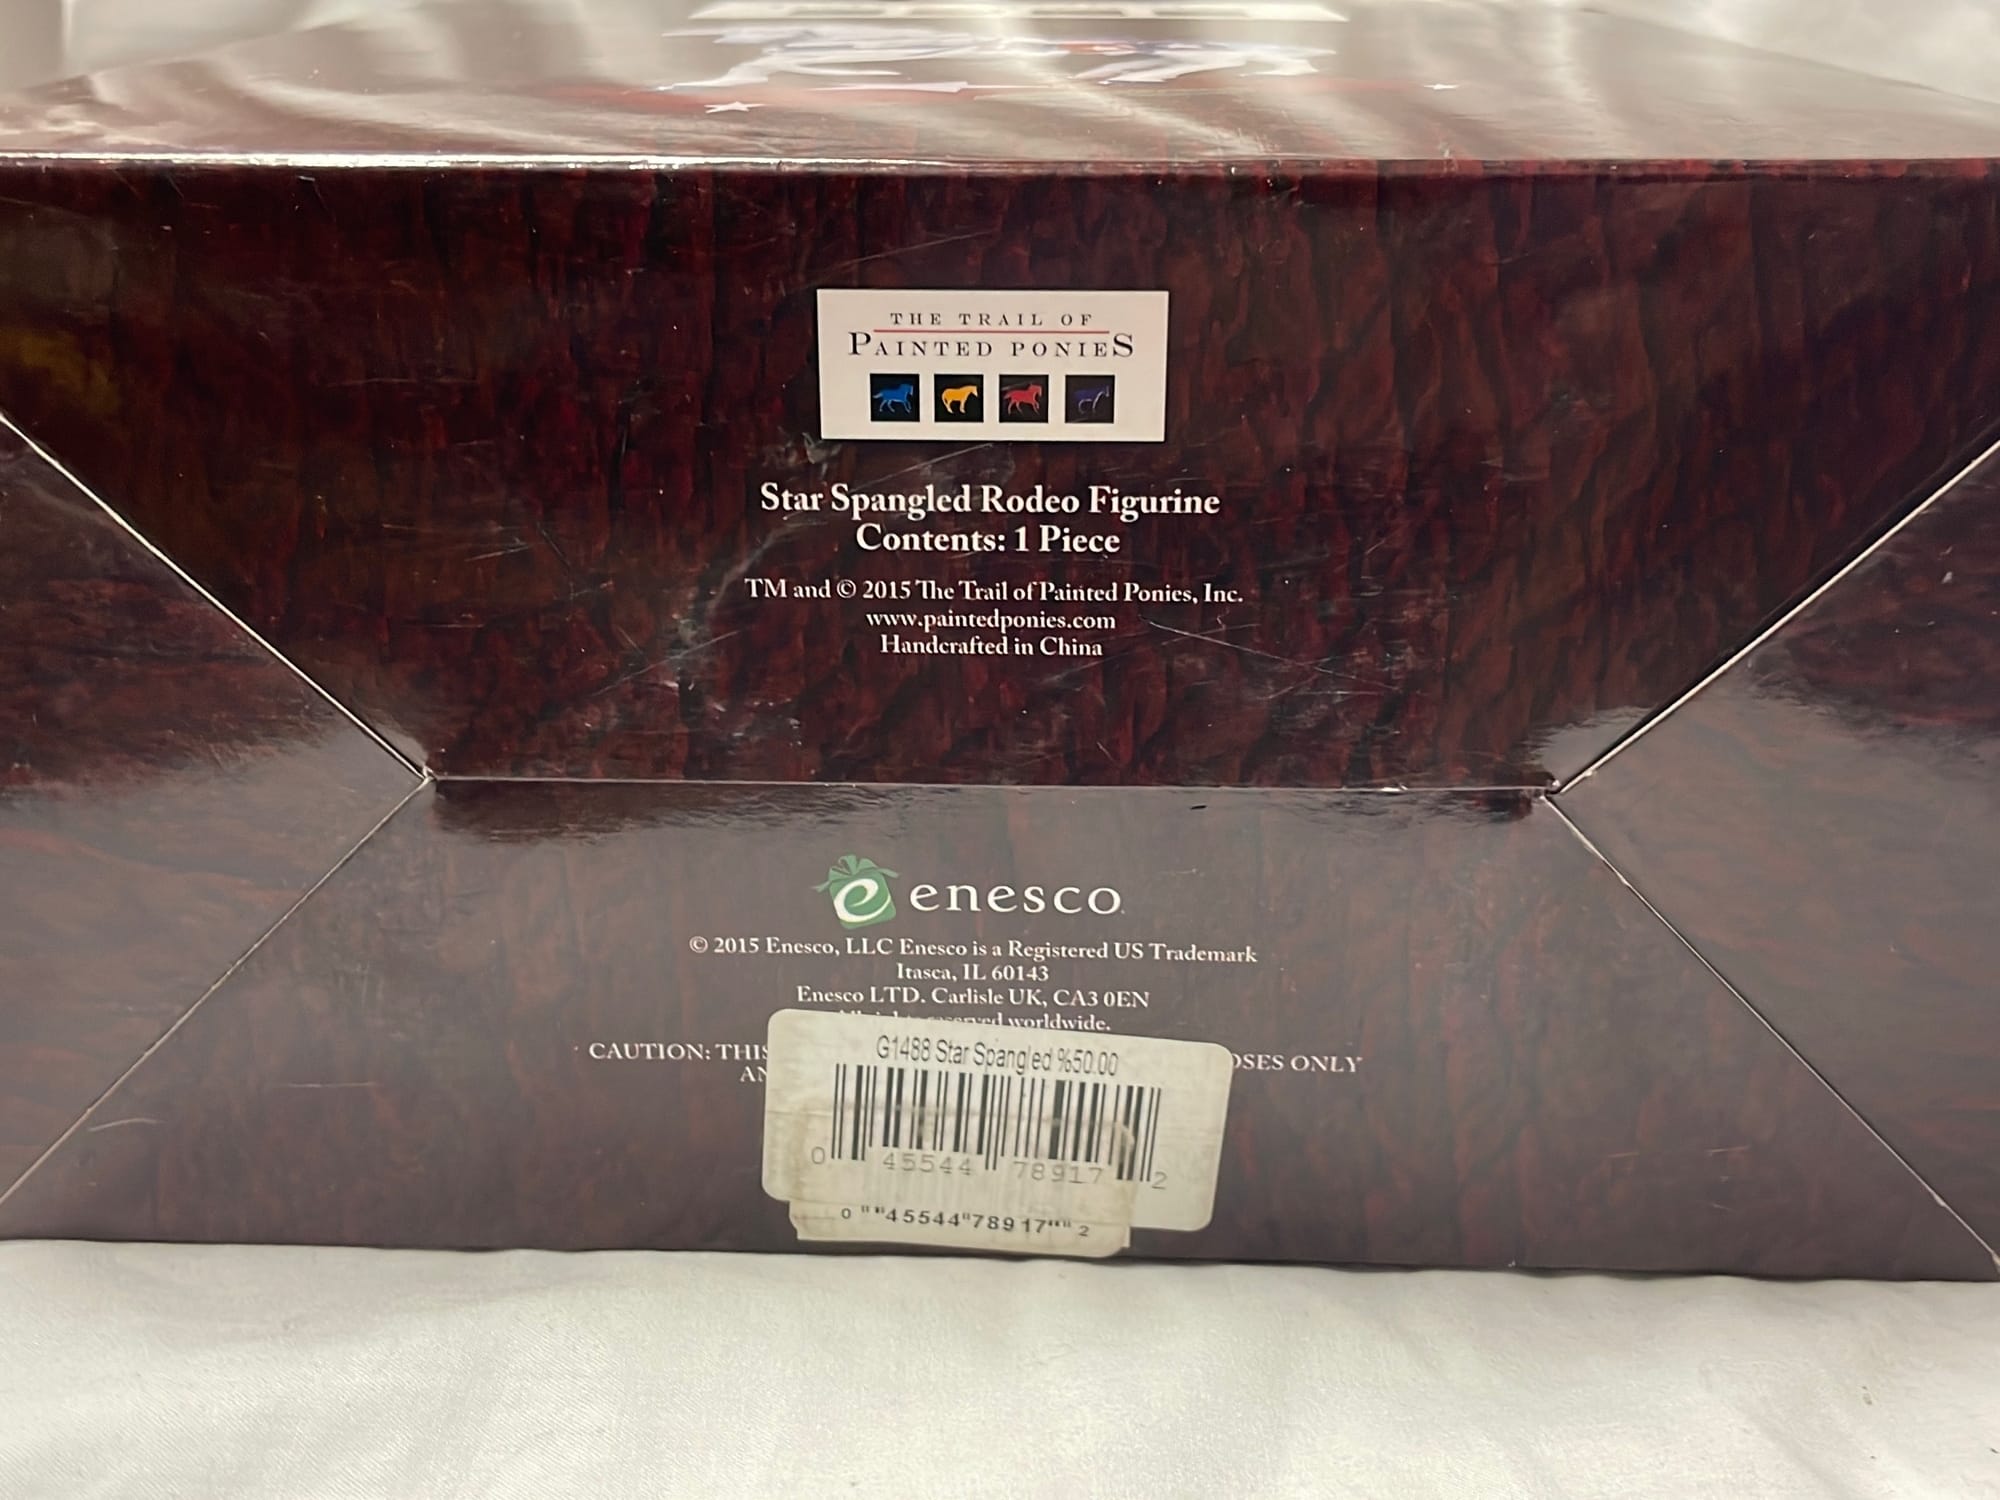 THE TRAIL OF
PAINTED PONIES
Star Spangled Rodeo Figurine
Contents: 1 Piece
TM and © 2015 The Trail of Painted Ponies, Inc.
www.paintedponies.com
Handcrafted in China
enesco
© 2015 Enesco, LLC Enesco is a Registered US Trademark
Itasca, IL 60143
Enesco LTD. Carlisle UK, CA3 0EN
worldwide.
CAUTION: THIS
ONLY
G1488 Star Spangled %50.00
0 45544 78917 2
0 ""45544"78917""" 2